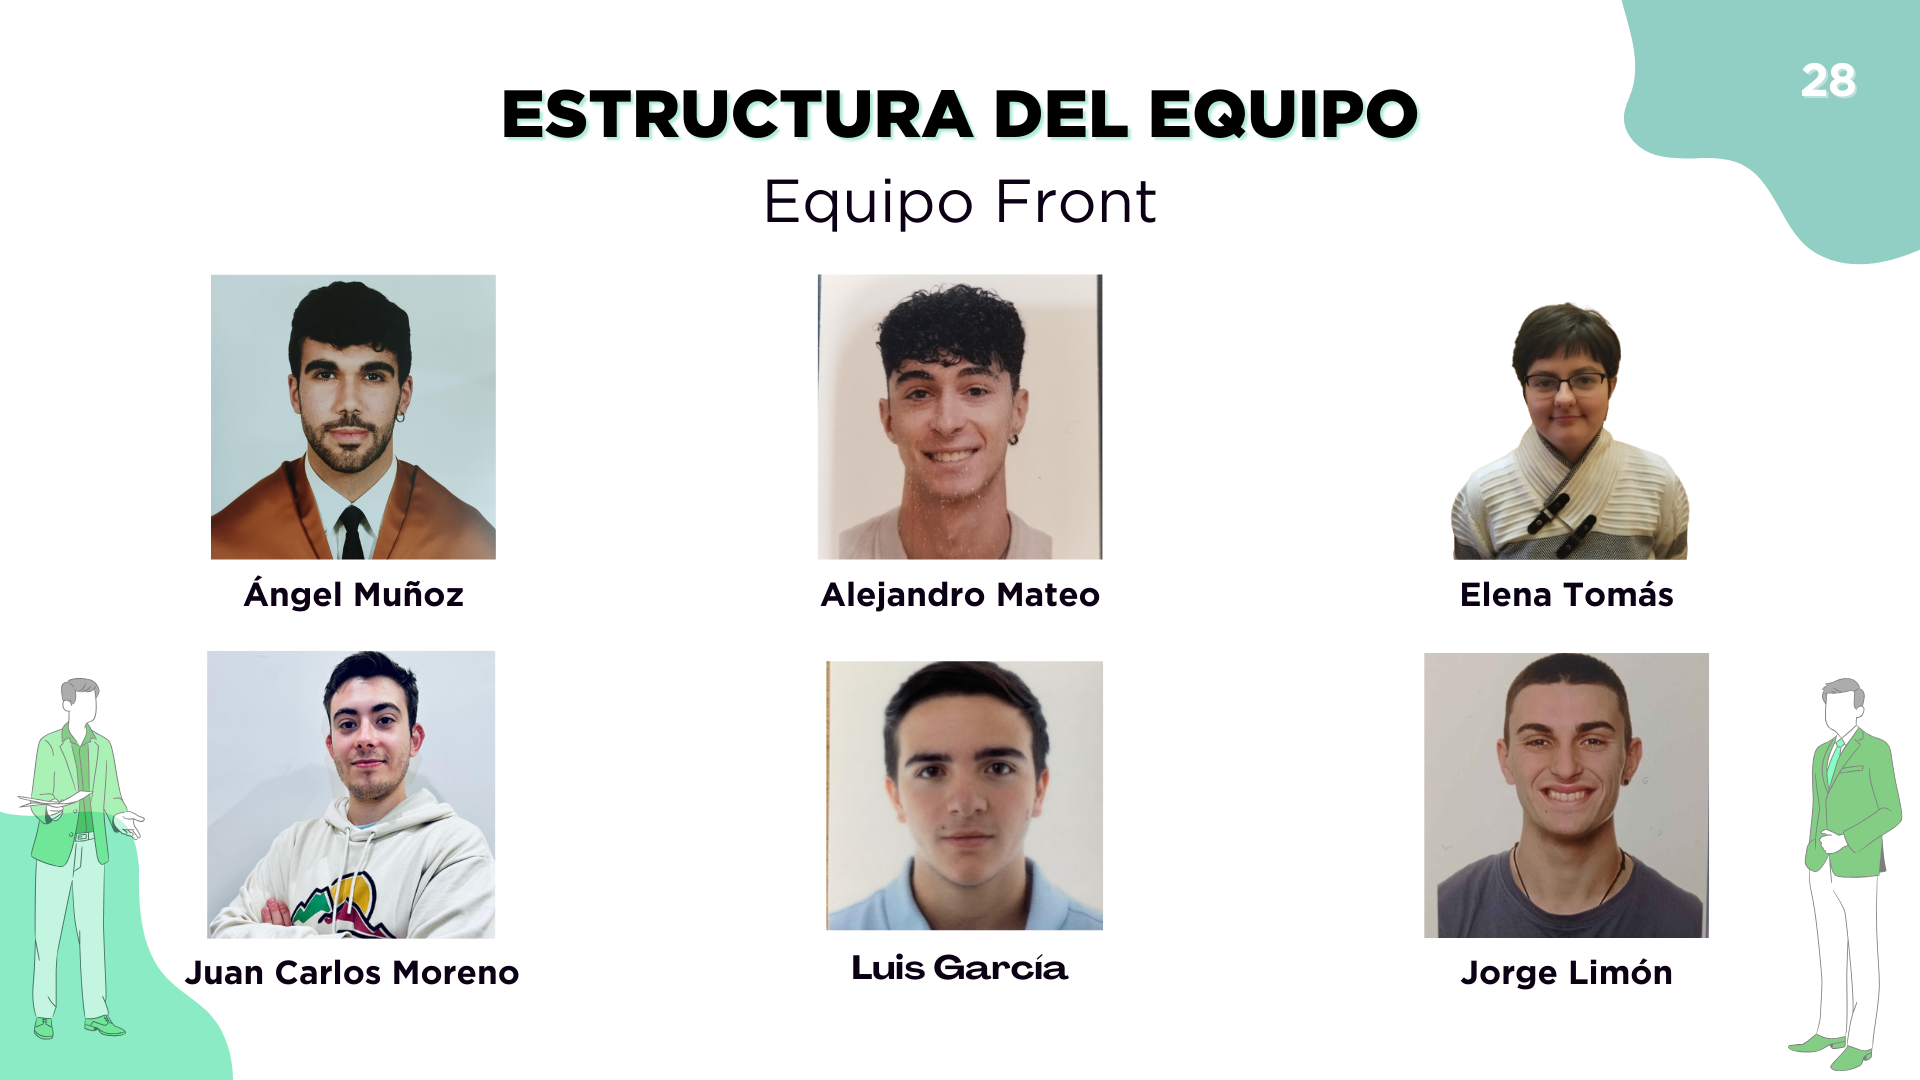 28
ESTRUCTURA DEL EQUIPO
Equipo Front
Ángel Muñoz
Alejandro Mateo
Elena Tomás
Juan Carlos Moreno
Luis García
Jorge Limón